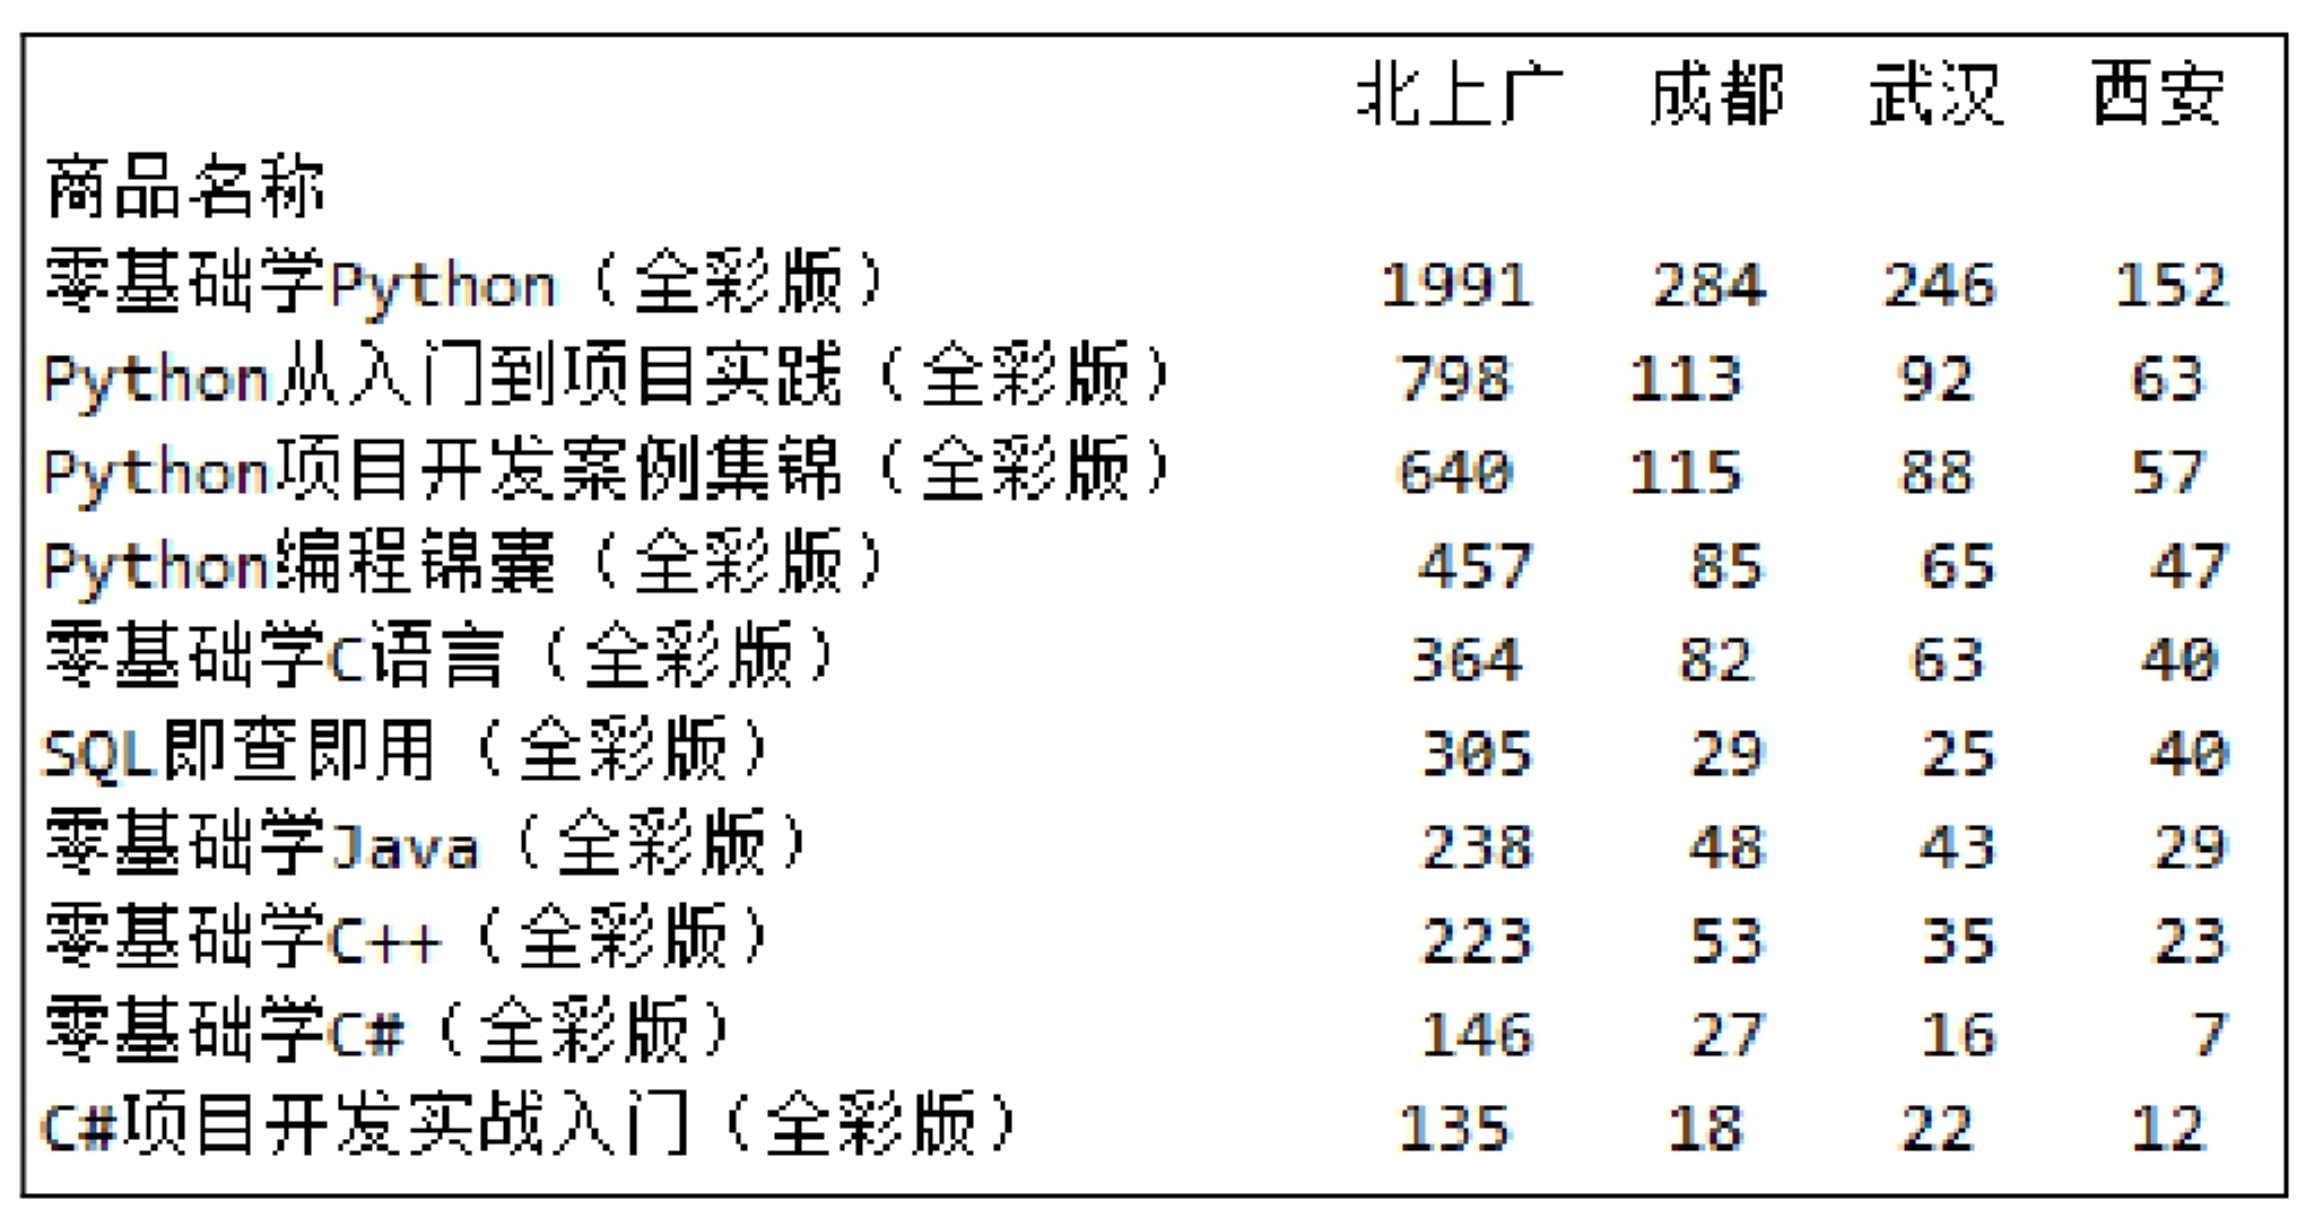 北上广 成都 武汉 西安
商品名称
零基础学Python（全彩版） 1991 284 246 152
Python从入门到项目实践（全彩版） 798 113 92 63
Python项目开发案例集锦（全彩版） 640 115 88 57
Python编程锦囊（全彩版） 457 85 65 47
零基础学C语言（全彩版） 364 82 63 40
SQL即查即用（全彩版） 305 29 25 40
零基础学Java（全彩版） 238 48 43 29
零基础学C++（全彩版） 223 53 35 23
零基础学C#（全彩版） 146 27 16 7
C#项目开发实战入门（全彩版） 135 18 22 12